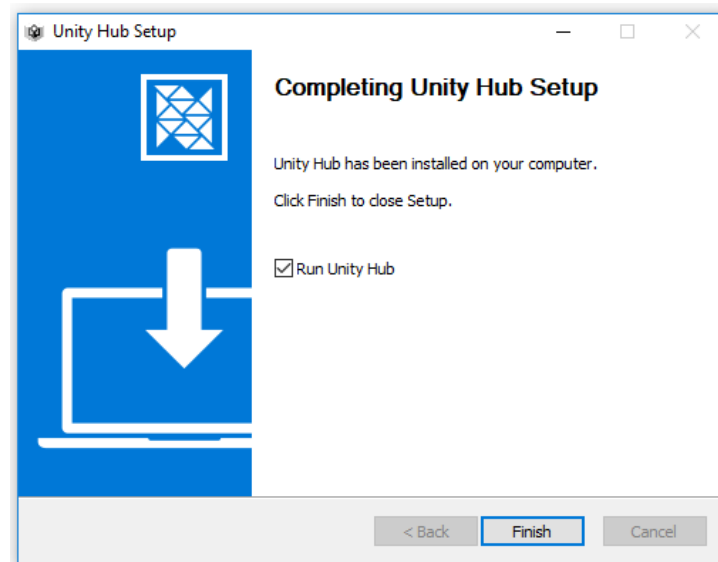 Unity Hub Setup
Completing Unity Hub Setup
Unity Hub has been installed on your computer.
Click Finish to close Setup.
Run Unity Hub
< Back
Finish
Cancel